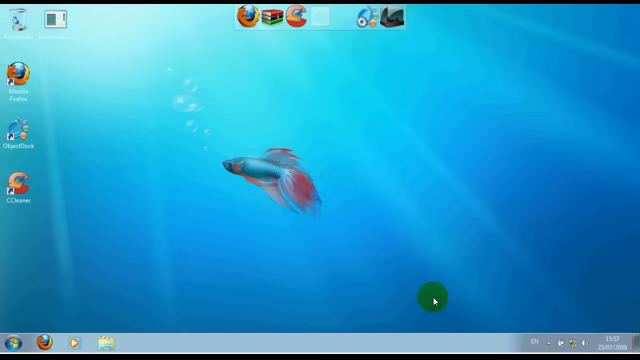 Mozilla
Firefox
ObjectDock
CCleaner
EN
15:57
22/07/2009